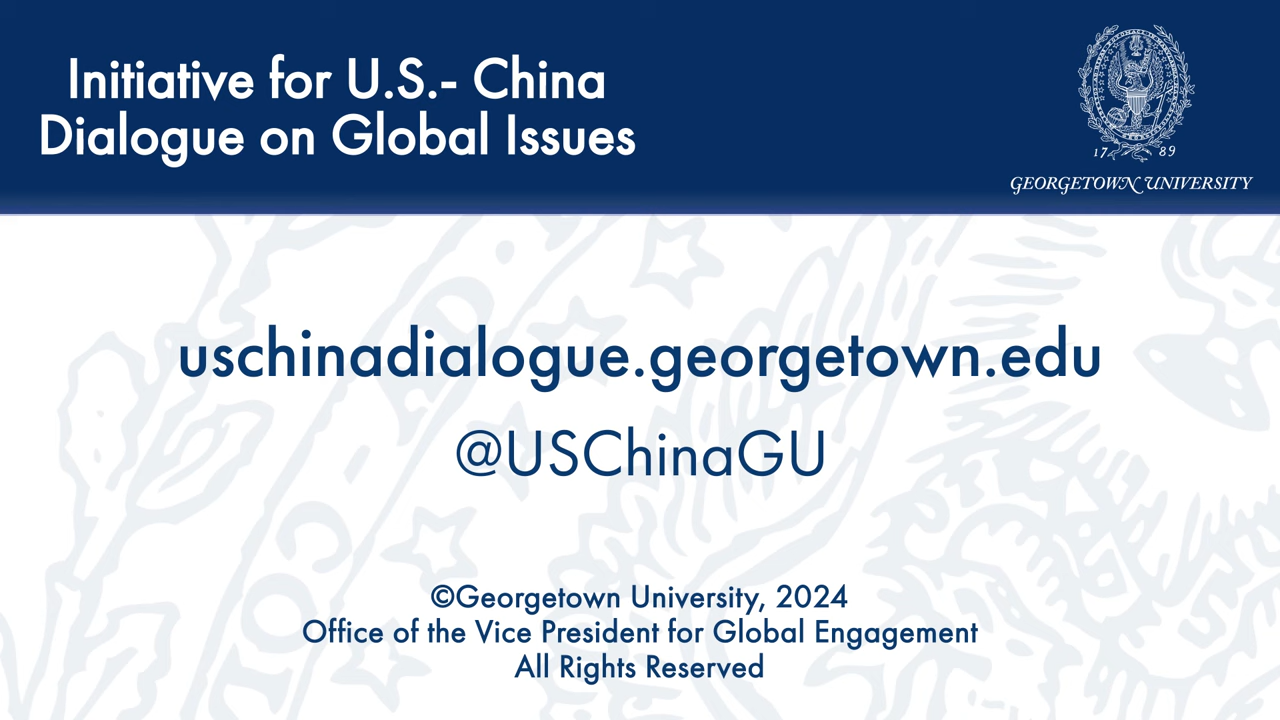 Initiative for U.S.- China
Dialogue on Global Issues
17 89
GEORGETOWN UNIVERSITY
uschinadialogue.georgetown.edu
@USChinaGU
©Georgetown University, 2024
Office of the Vice President for Global Engagement
All Rights Reserved